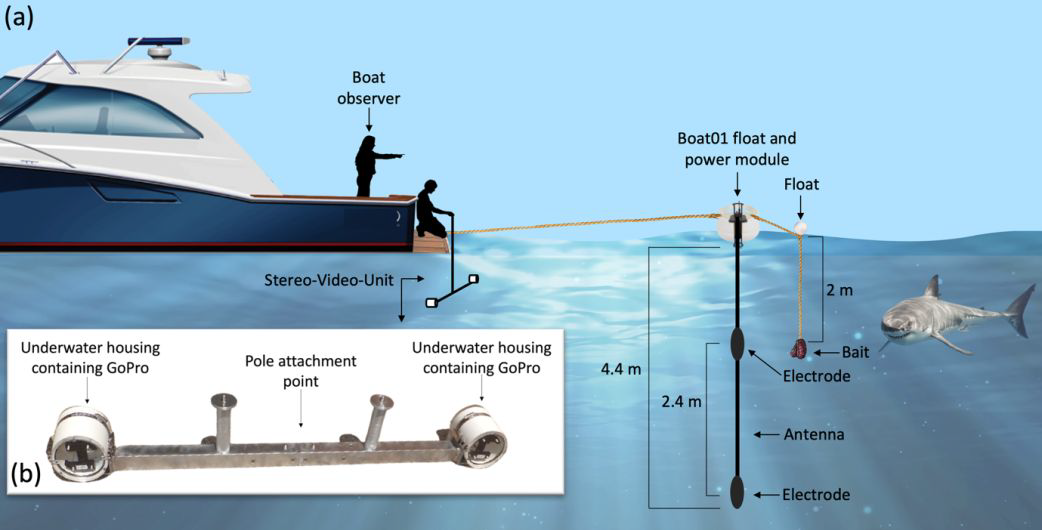 (a)
Boat
observer
Boat01 float and
power module
Float
Stereo-Video-Unit
2 m
Bait
Electrode
4.4 m
2.4 m
Antenna
Electrode
Underwater housing
containing GoPro
Pole attachment
point
Underwater housing
containing GoPro
(b)